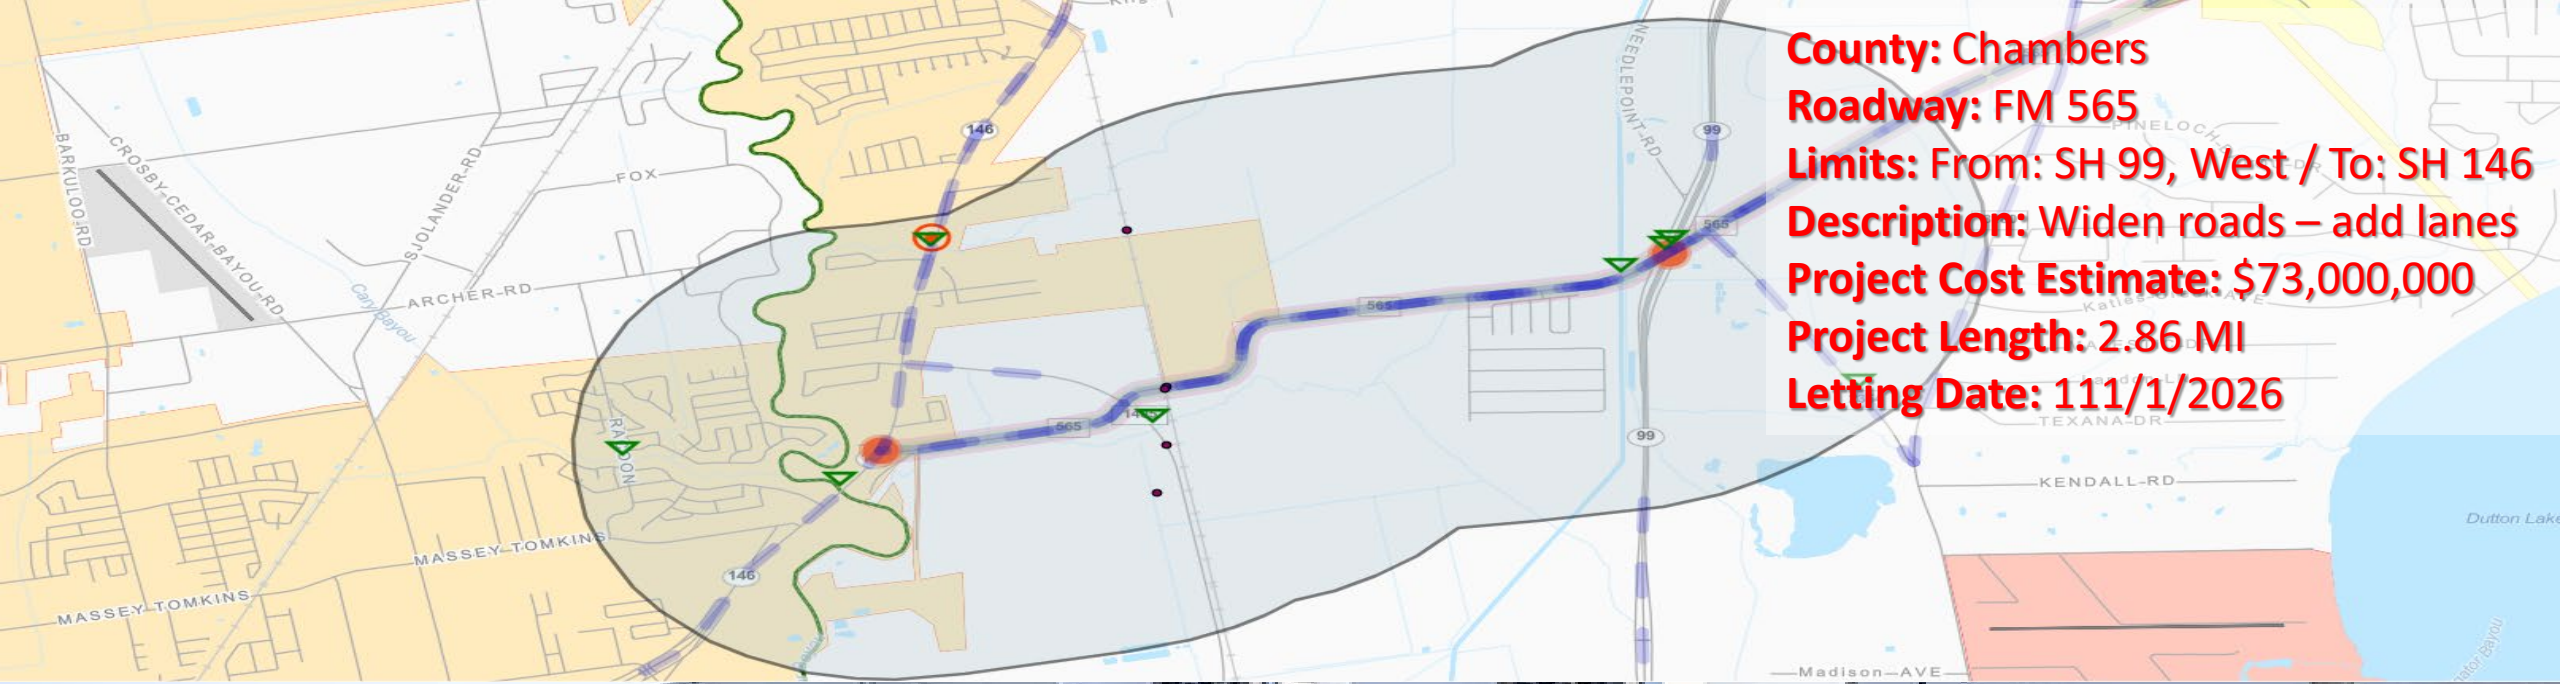 County: Chambers
Roadway: FM 565
Limits: From: SH 99, West / To: SH 146
Description: Widen roads – add lanes
Project Cost Estimate: $73,000,000
Project Length: 2.86 MI
Letting Date: 111/1/2026
BARKULOO-RD
CROSBY-CEDAR-BAYOU-RD
SJOLANDER-RD
FOX
ARCHER-RD
Cary Bayou
146
NEEDLEPOINT-RD
99
565
565
565
99
146
MASSEY TOMKINS
MASSEY-TOMKINS
TEXANA-DR
KENDALL-RD
Dutton Lake
Madison-AVE